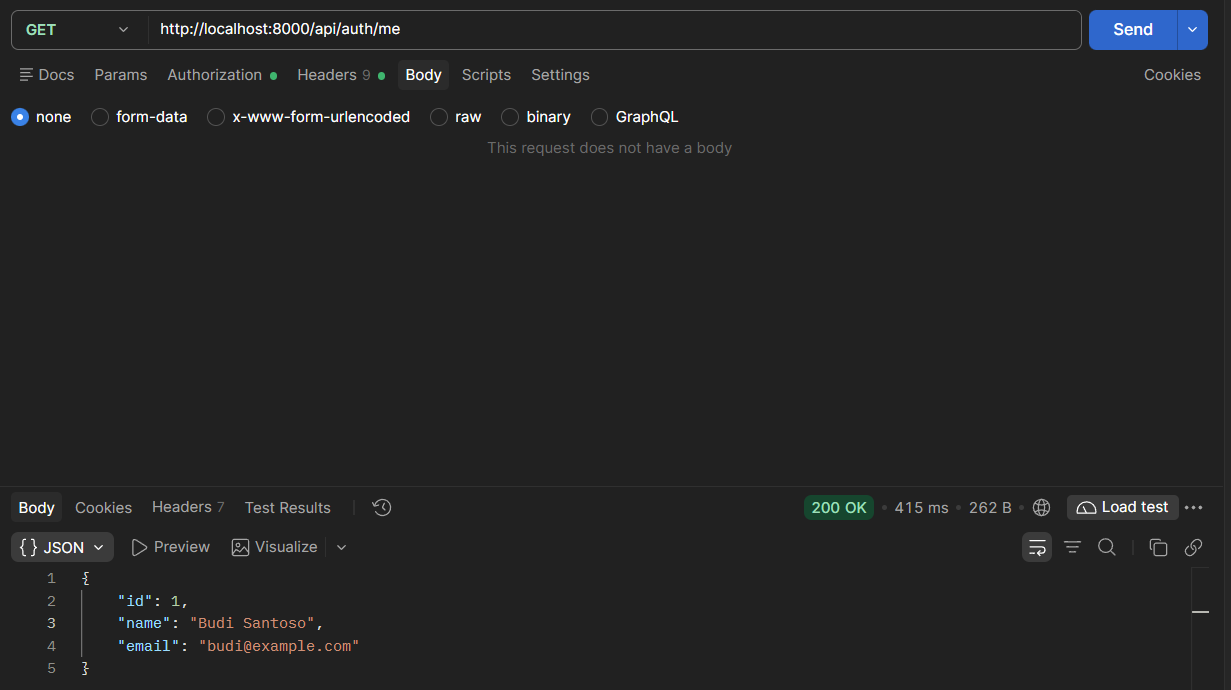 GET http://localhost:8000/api/auth/me Send
Docs Params Authorization Headers 9 Body Scripts Settings Cookies
none form-data x-www-form-urlencoded raw binary GraphQL
This request does not have a body
Body Cookies Headers 7 Test Results 200 OK • 415 ms • 262 B • Load test
{} JSON Preview Visualize
1 {
2 "id": 1,
3 "name": "Budi Santoso",
4 "email": "budi@example.com"
5 }